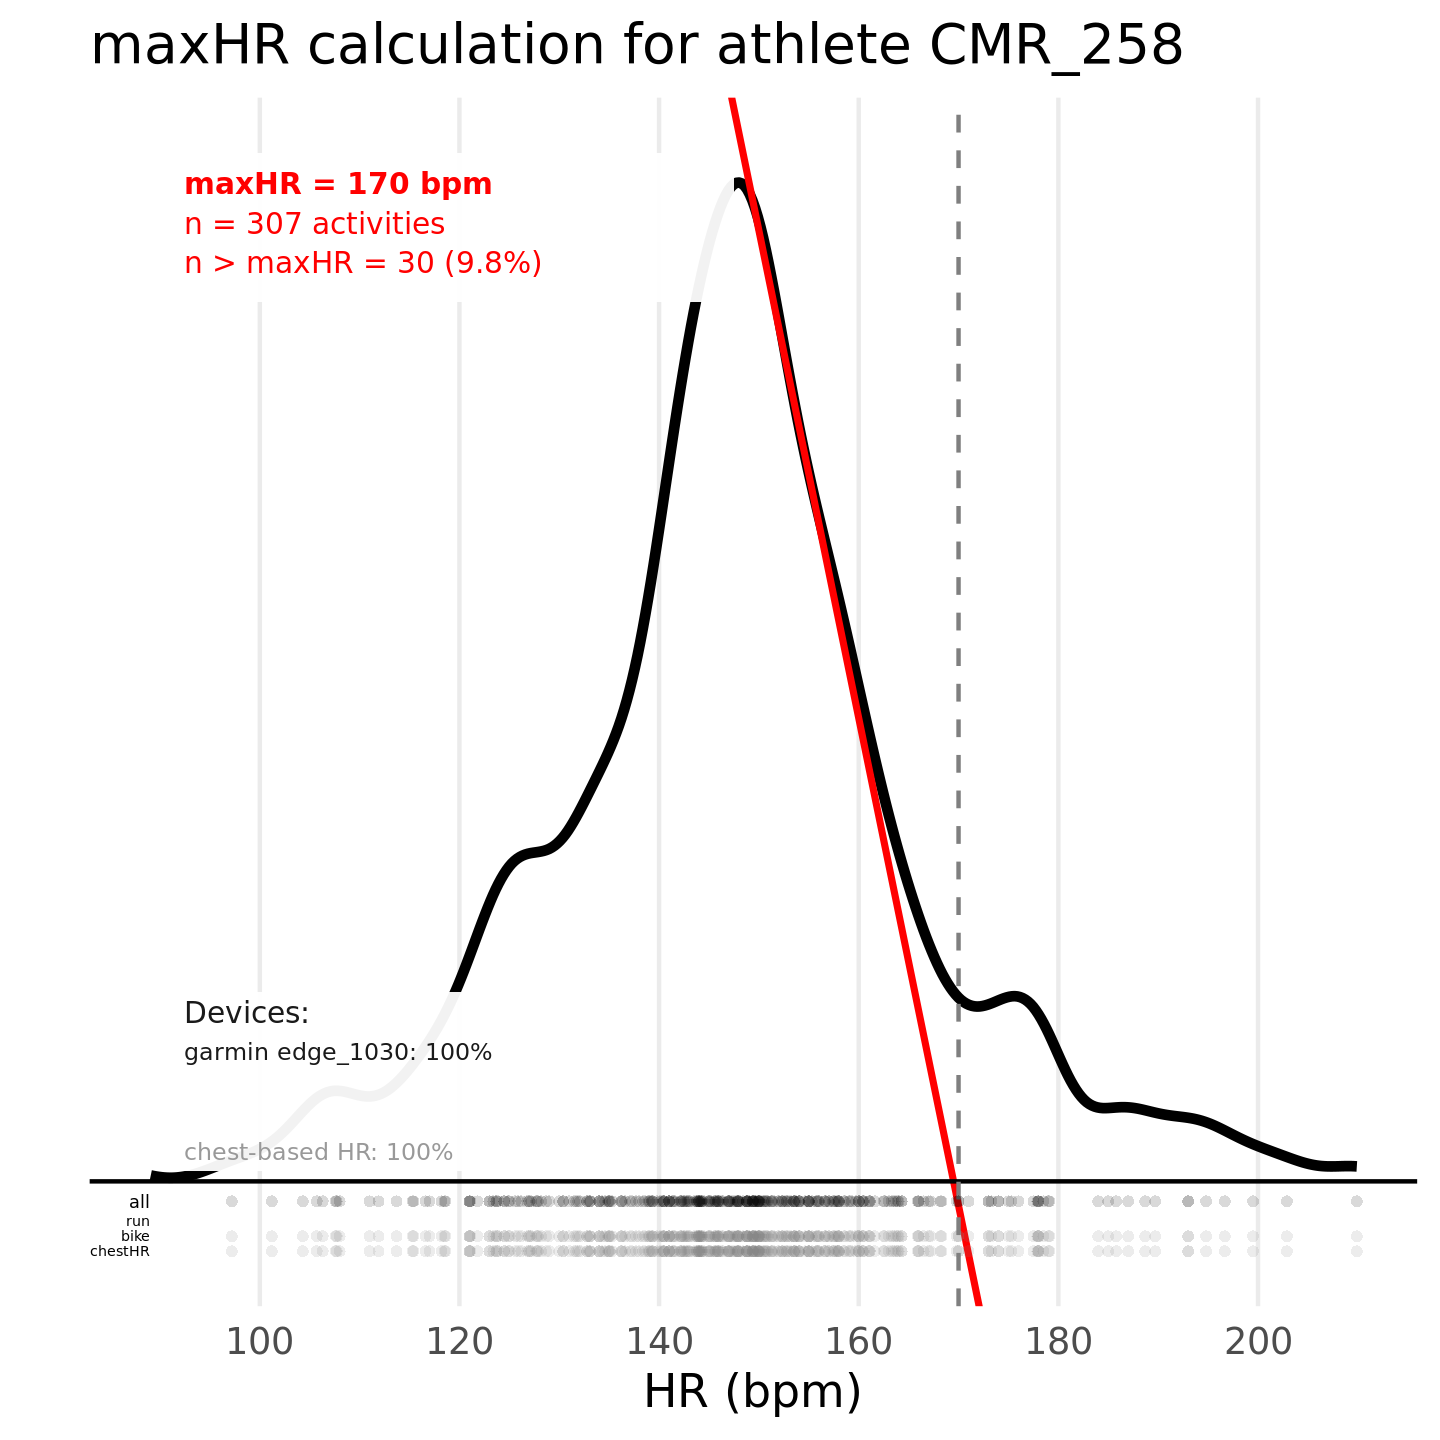 maxHR calculation for athlete CMR_258
maxHR = 170 bpm
n = 307 activities
n > maxHR = 30 (9.8%)
Devices:
garmin edge_1030: 100%
chest-based HR: 100%
all
run
bike
chestHR
100 120 140 160 180 200
HR (bpm)